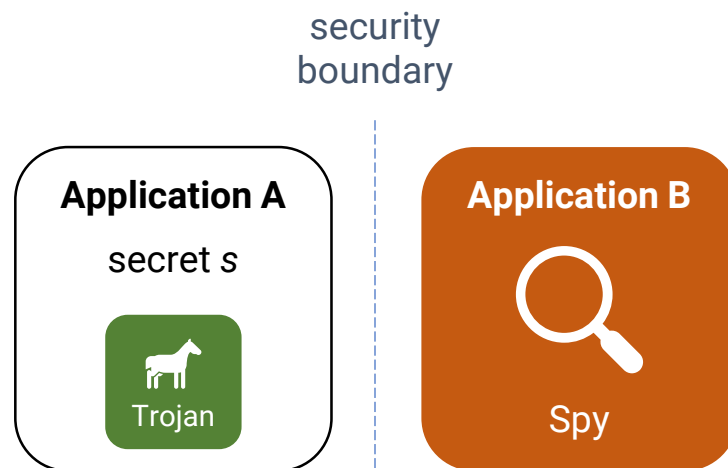 security
boundary
Application A
secret s
Trojan
Application B
Spy